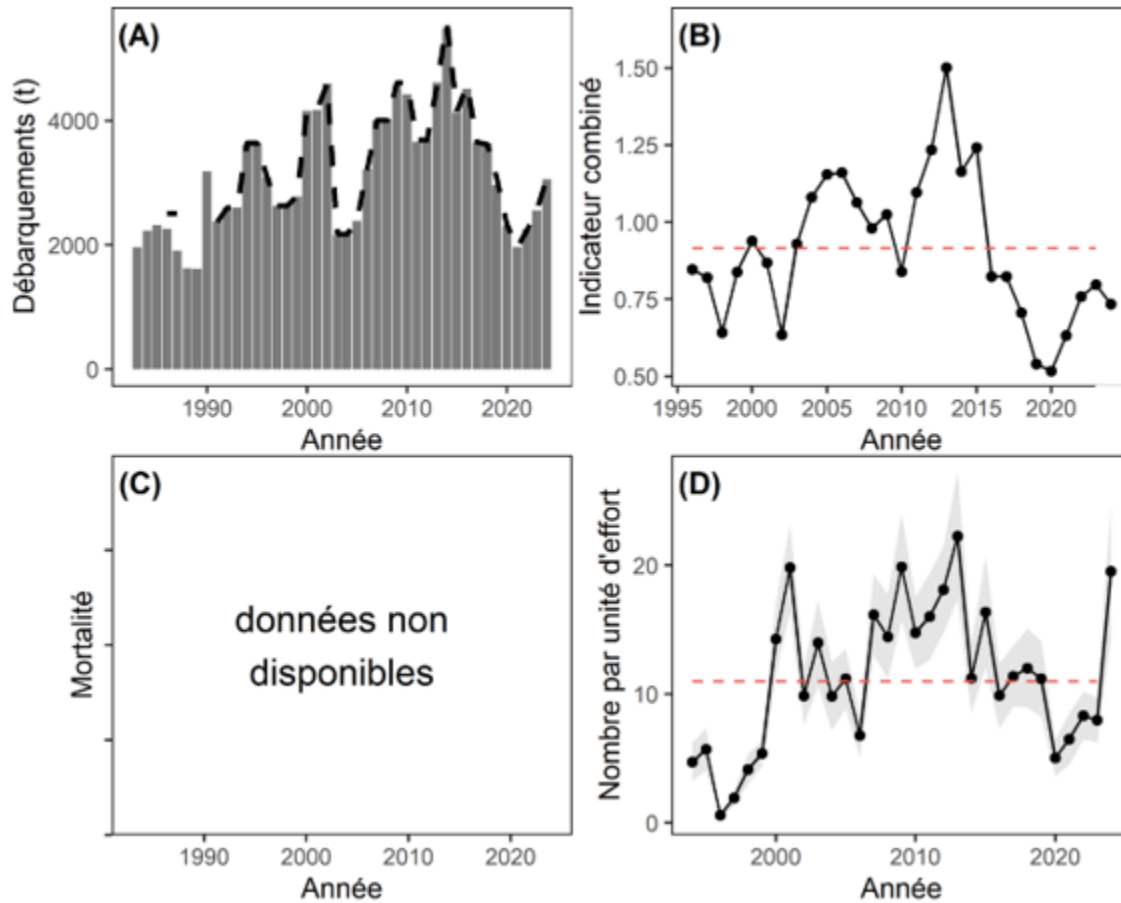 (A)
Débarquements (t)
4000
2000
0
1990 2000 2010 2020
Année
(B)
Indicateur combiné
1.50
1.25
1.00
0.75
0.50
1995 2000 2005 2010 2015 2020
Année
(C)
Mortalité
données non
disponibles
1990 2000 2010 2020
Année
(D)
Nombre par unité d'effort
20
10
0
2000 2010 2020
Année